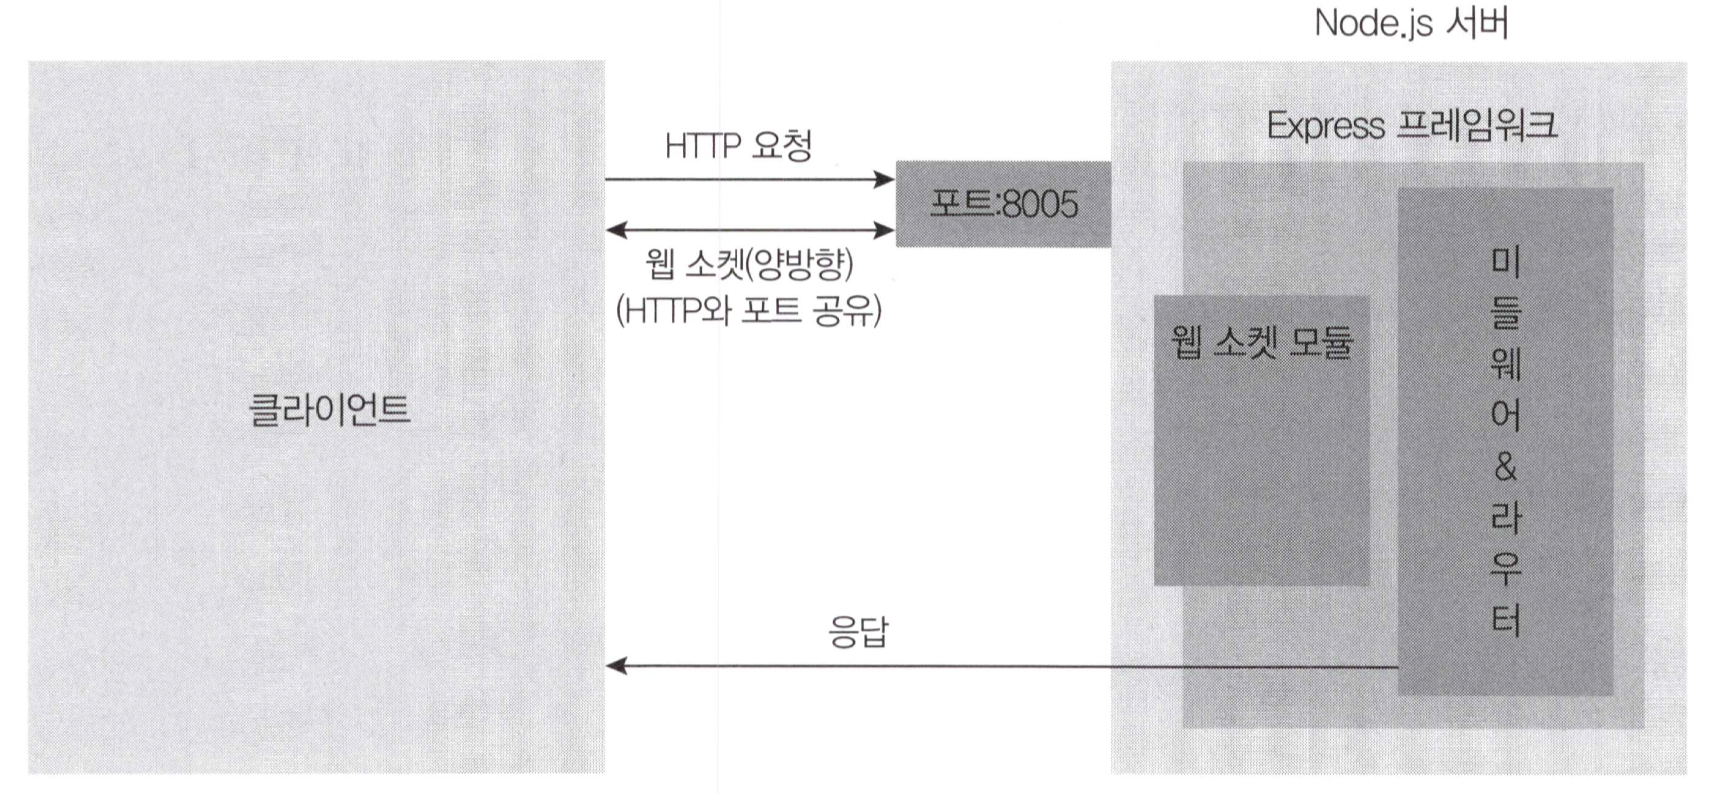 Node.js 서버
Express 프레임워크
HTTP 요청
포트:8005
웹 소켓(양방향)
(HTTP와 포트 공유)
웹 소켓 모듈
미들웨어&라우터
클라이언트
응답